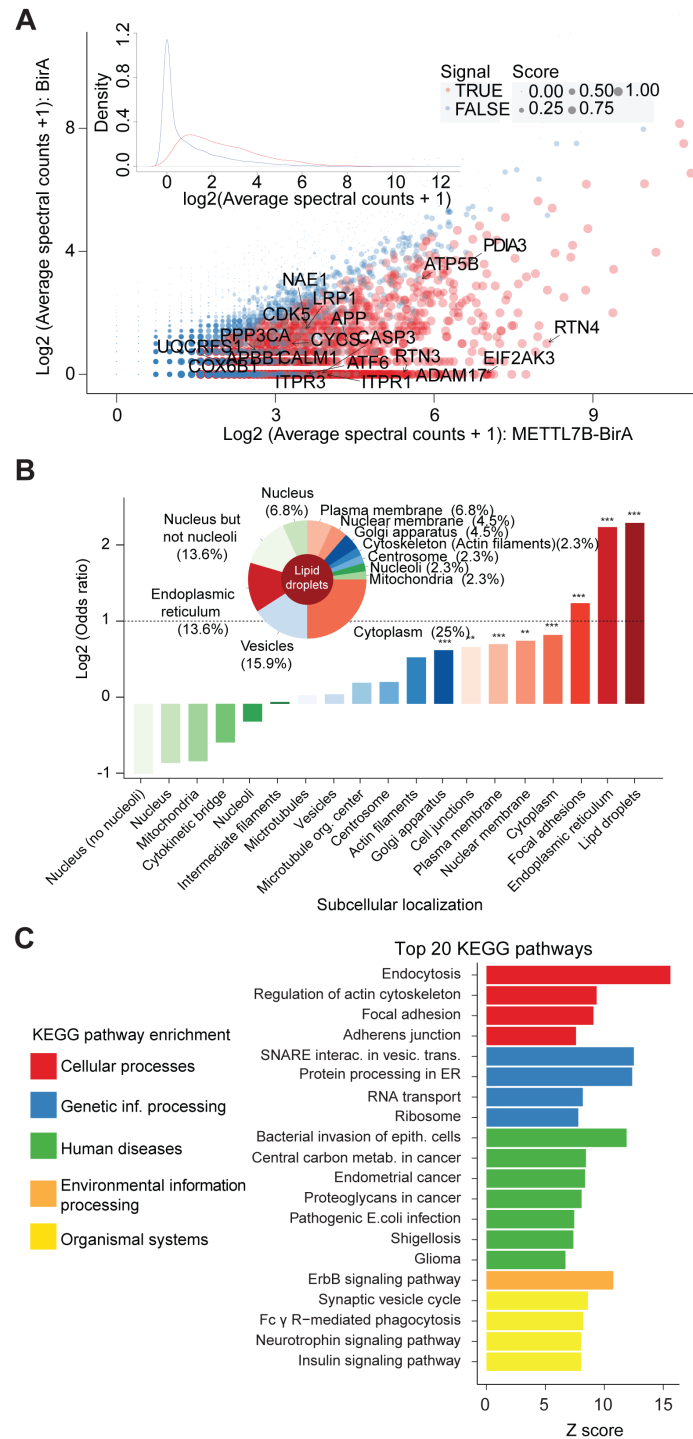 A
Log2 (Average spectral counts +1): BirA
8
4
0
0
3
6
9
Log2 (Average spectral counts + 1): METTL7B-BirA
Density
1.2
0.8
0.4
0.0
0
2
4
6
8
10
12
log2(Average spectral counts + 1)
Signal
TRUE
FALSE
Score
0.00
0.50
1.00
0.25
0.75
PDIA3
ATP5B
NAE1
LRP1
CDK5
APP
PPP3CA
CYCS
CASP3
RTN4
UQCRFS1
APBB1
CALM1
ATF6
RTN3
EIF2AK3
COX6B1
ITPR3
ITPR1
ADAM17
B
Log2 (Odds ratio)
2
1
0
-1
Nucleus
(6.8%)
Plasma membrane (6.8%)
Nuclear membrane (4.5%)
Golgi apparatus (4.5%)
Cytoskeleton (Actin filaments)(2.3%)
Centrosome (2.3%)
Nucleoli (2.3%)
Mitochondria (2.3%)
Nucleus but
not nucleoli
(13.6%)
Lipid
droplets
Endoplasmic
reticulum
(13.6%)
Vesicles
(15.9%)
Cytoplasm (25%)
***
**
***
**
***
***
***
***
Nucleus (no nucleoli)
Nucleus
Mitochondria
Cytokinetic bridge
Nucleoli
Intermediate filaments
Microtubules
Vesicles
Microtubule org. center
Centrosome
Actin filaments
Golgi apparatus
Cell junctions
Plasma membrane
Nuclear membrane
Cytoplasm
Focal adhesions
Endoplasmic reticulum
Lipd droplets
Subcellular localization
C
Top 20 KEGG pathways
KEGG pathway enrichment
Cellular processes
Genetic inf. processing
Human diseases
Environmental information
processing
Organismal systems
Endocytosis
Regulation of actin cytoskeleton
Focal adhesion
Adherens junction
SNARE interac. in vesic. trans.
Protein processing in ER
RNA transport
Ribosome
Bacterial invasion of epith. cells
Central carbon metab. in cancer
Endometrial cancer
Proteoglycans in cancer
Pathogenic E.coli infection
Shigellosis
Glioma
ErbB signaling pathway
Synaptic vesicle cycle
Fc γ R−mediated phagocytosis
Neurotrophin signaling pathway
Insulin signaling pathway
0
5
10
15
Z score